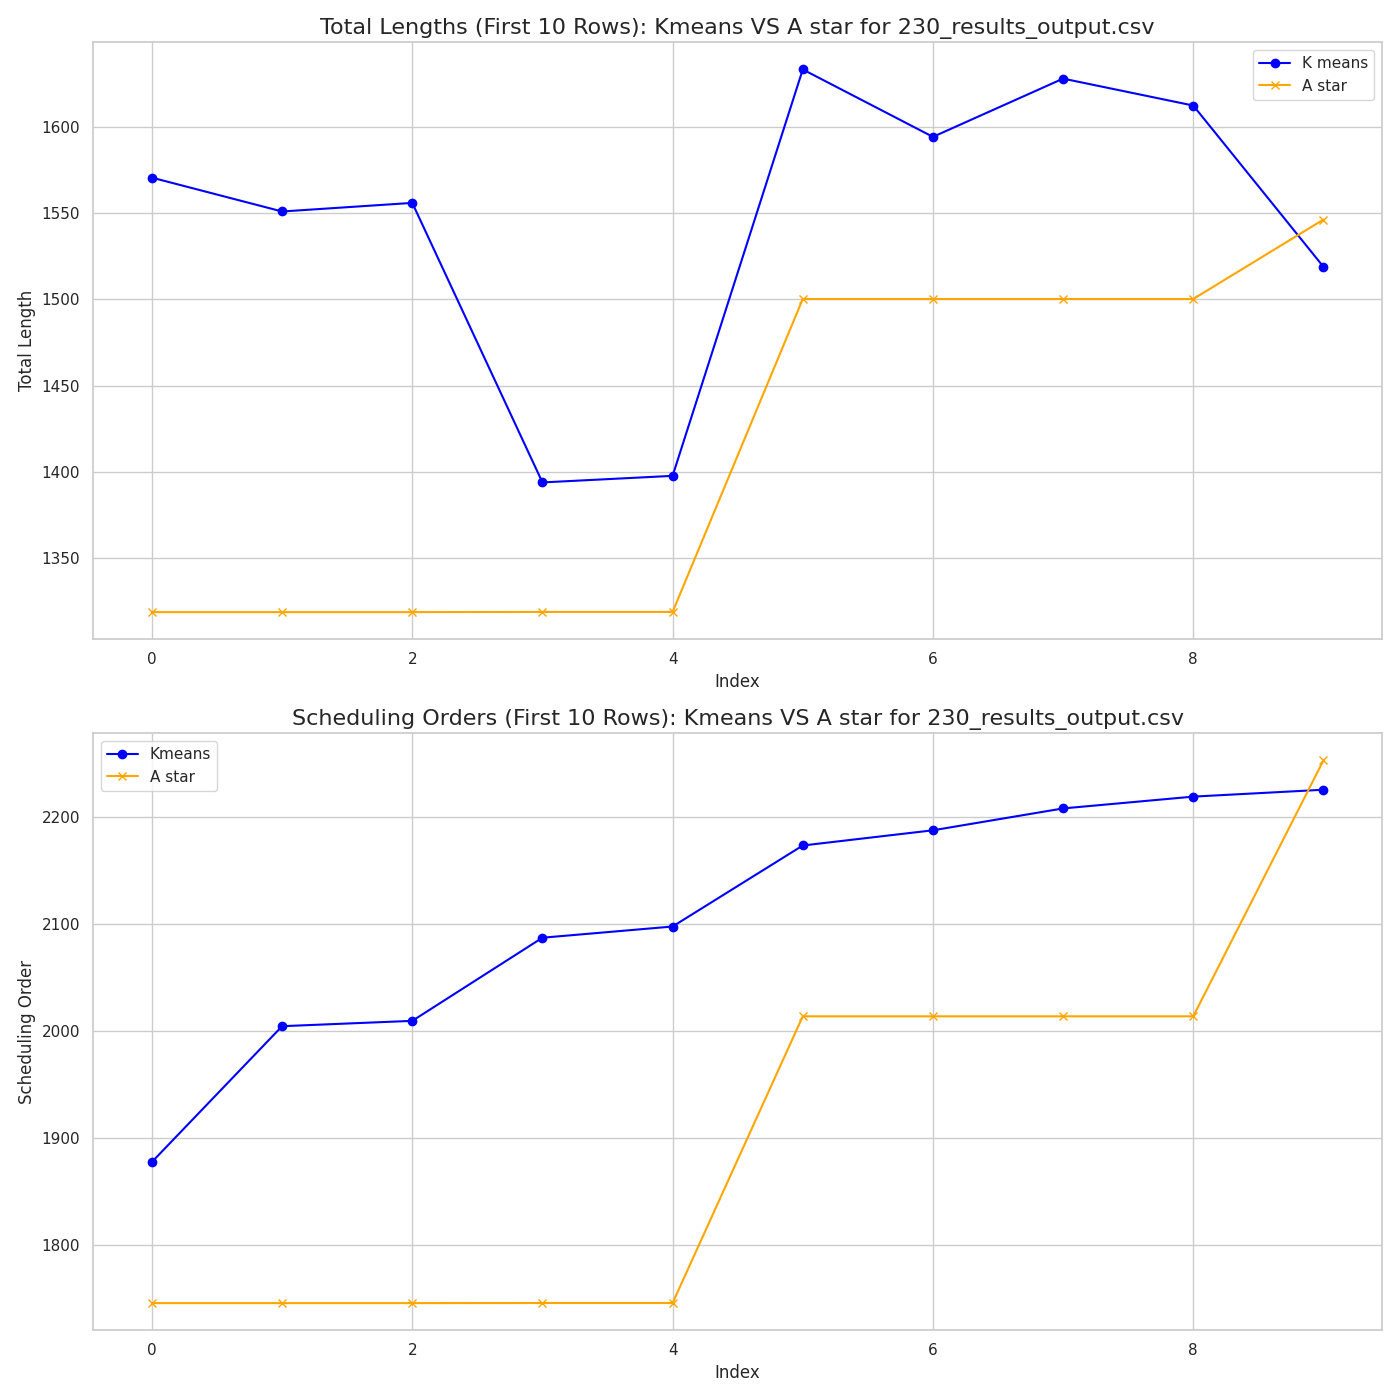 Total Lengths (First 10 Rows): Kmeans VS A star for 230_results_output.csv
K means
A star
1600
1550
1500
1450
1400
1350
Total Length
0 2 4 6 8
Index
Scheduling Orders (First 10 Rows): Kmeans VS A star for 230_results_output.csv
Kmeans
A star
2200
2100
2000
1900
1800
Scheduling Order
0 2 4 6 8
Index